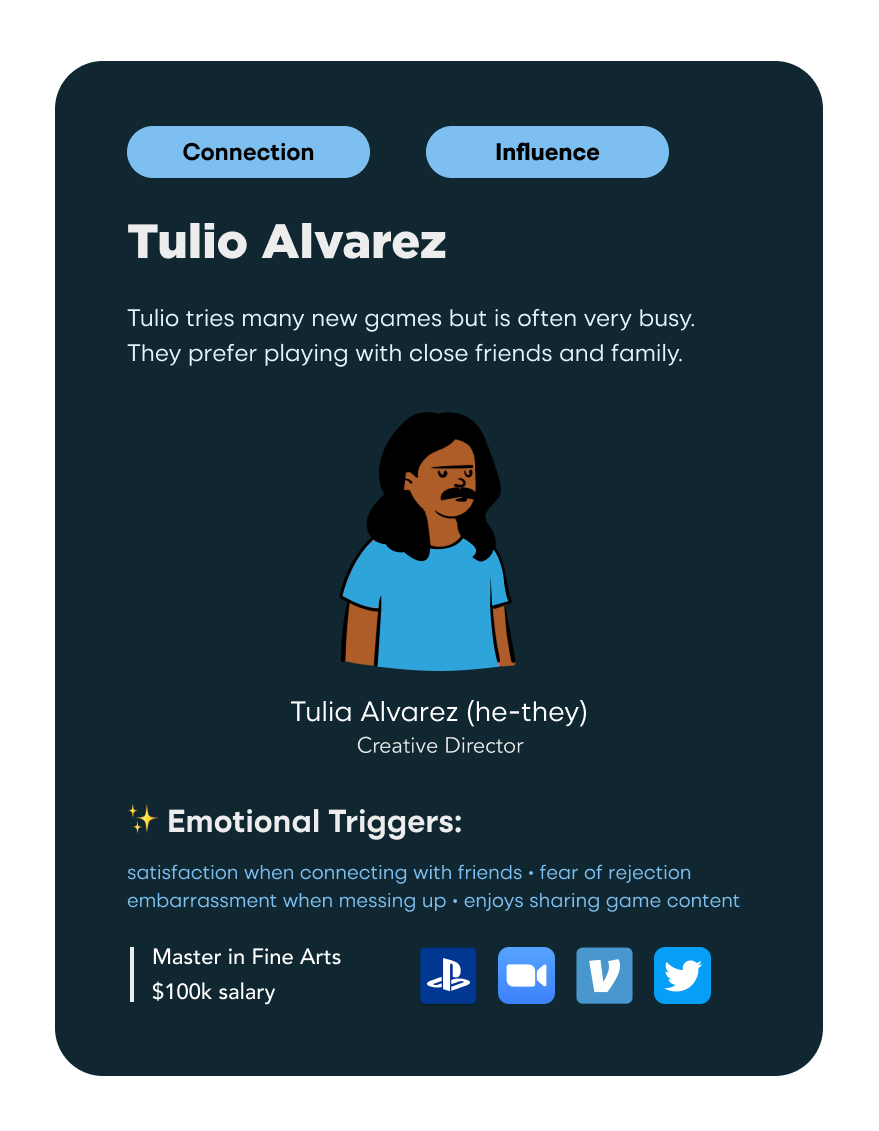 Connection
Influence
Tulio Alvarez
Tulio tries many new games but is often very busy.
They prefer playing with close friends and family.
Tulia Alvarez (he-they)
Creative Director
✨ Emotional Triggers:
satisfaction when connecting with friends • fear of rejection
embarrassment when messing up • enjoys sharing game content
Master in Fine Arts
$100k salary